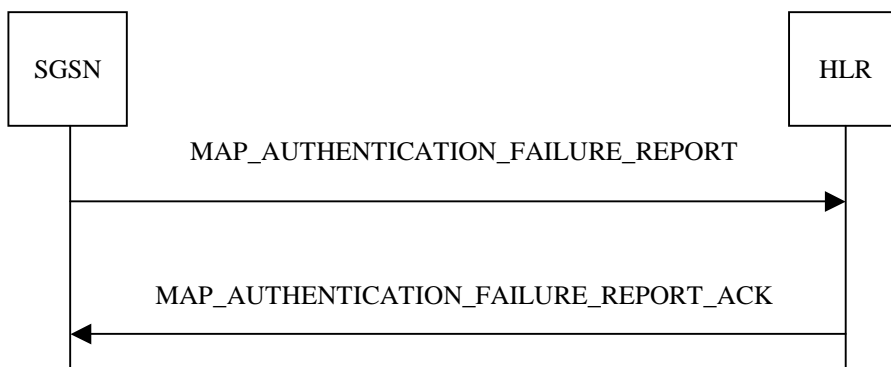 SGSN
HLR
MAP_AUTHENTICATION_FAILURE_REPORT
MAP_AUTHENTICATION_FAILURE_REPORT_ACK